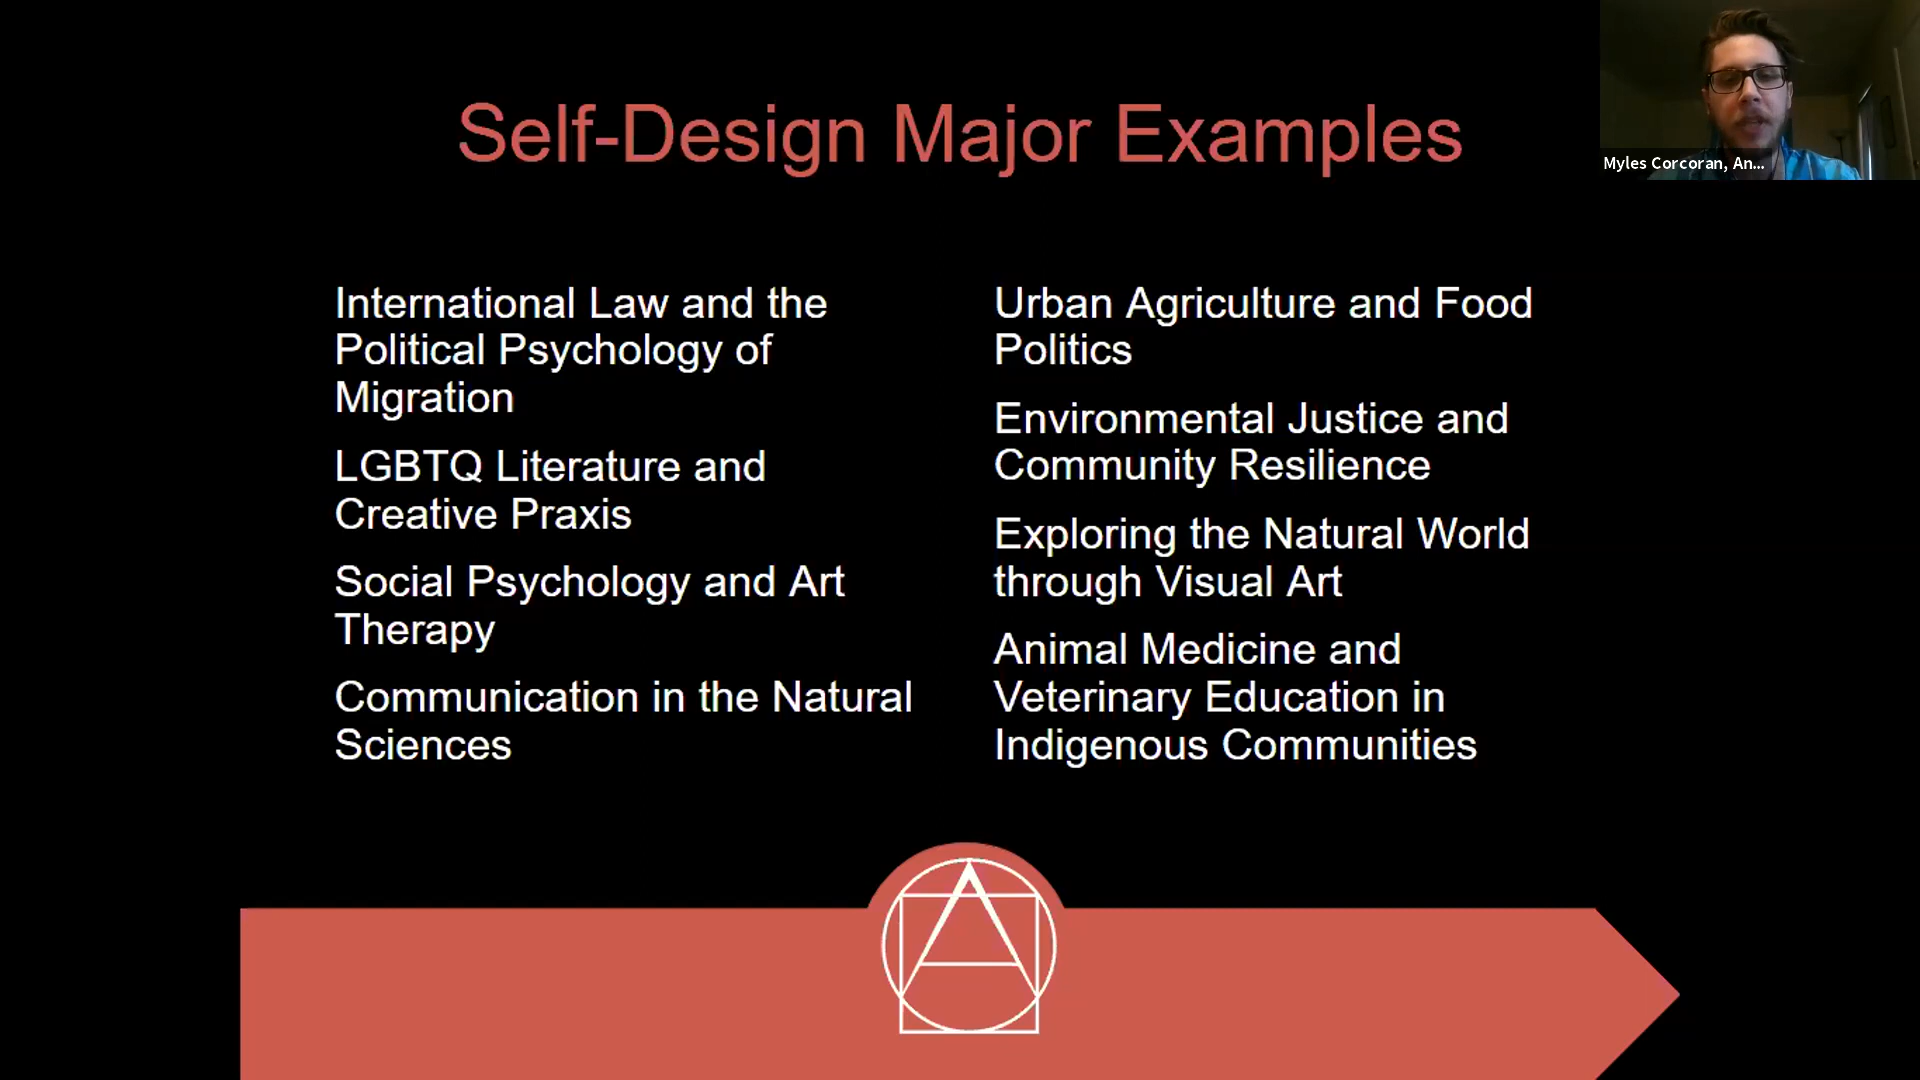 Self-Design Major Examples
Myles Corcoran, An...
International Law and the
Political Psychology of
Migration
LGBTQ Literature and
Creative Praxis
Social Psychology and Art
Therapy
Communication in the Natural
Sciences
Urban Agriculture and Food
Politics
Environmental Justice and
Community Resilience
Exploring the Natural World
through Visual Art
Animal Medicine and
Veterinary Education in
Indigenous Communities